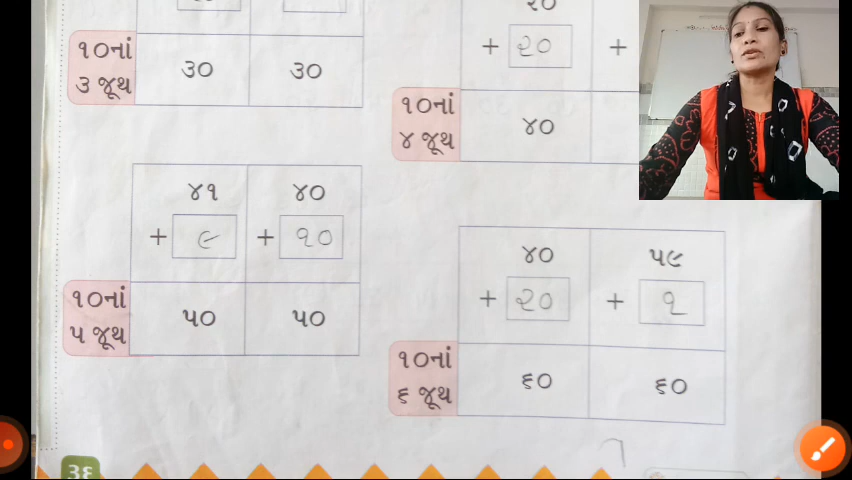 ૧૦નાં
૩ જૂથ
૩૦ ૩૦
૨૦
+ ૨૦ +
૧૦નાં
૪ જૂથ
૪૦
૪૧ ૪૦
+ ૯ + ૧૦
૧૦નાં
૫ જૂથ
૫૦ ૫૦
૪૦ ૫૯
+ ૨૦ + ૧
૧૦નાં
૬ જૂથ
૬૦ ૬૦
૩૬